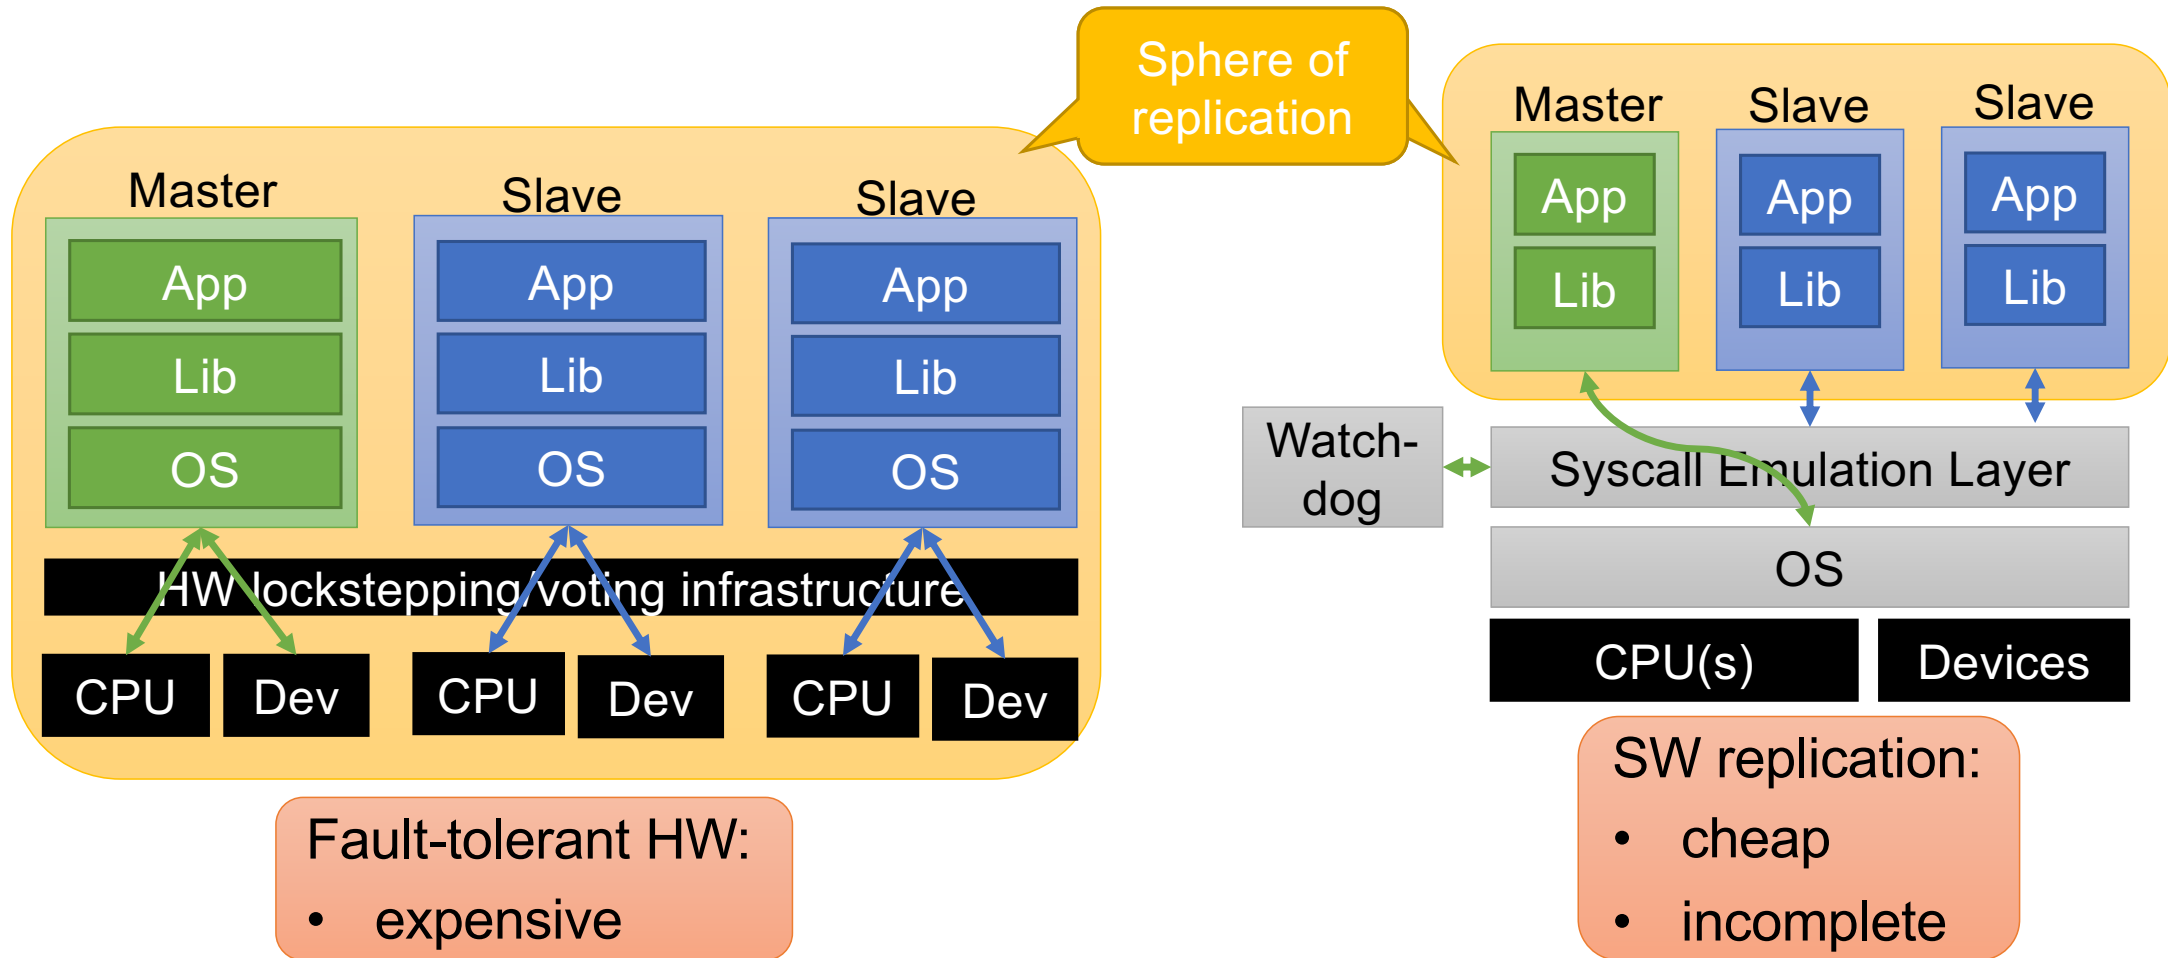 Sphere of
replication
Master
Slave
Slave
App
App
App
Lib
Lib
Lib
OS
OS
OS
HW lockstepping/voting infrastructure
CPU
Dev
CPU
Dev
CPU
Dev
Fault-tolerant HW:
• expensive
Master
Slave
Slave
App
App
App
Lib
Lib
Lib
Watch-
dog
Syscall Emulation Layer
OS
CPU(s)
Devices
SW replication:
• cheap
• incomplete